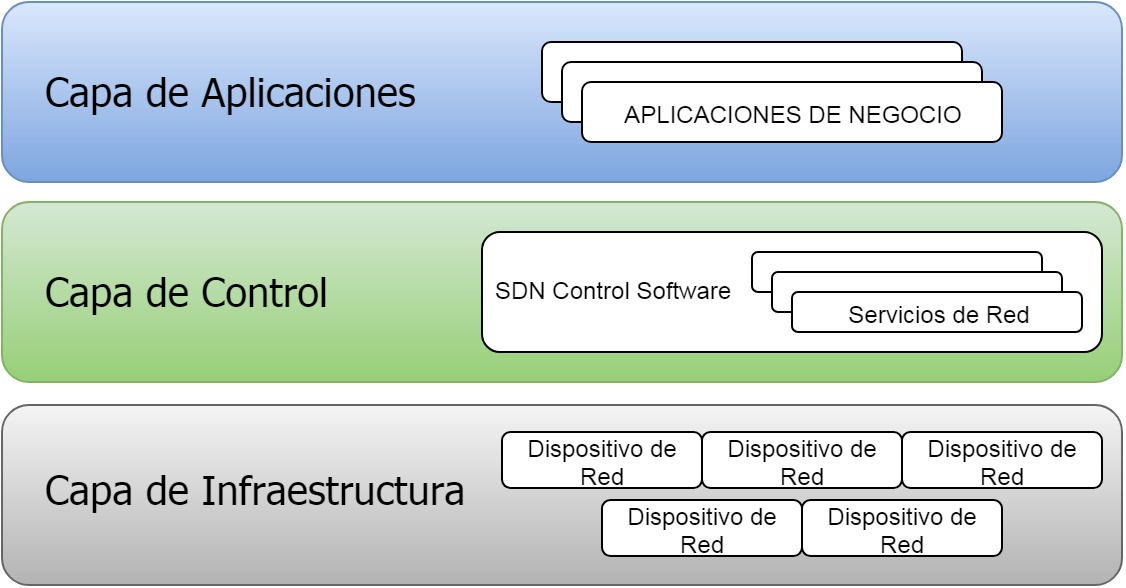 Capa de Aplicaciones
APLICACIONES DE NEGOCIO
Capa de Control
SDN Control Software
Servicios de Red
Capa de Infraestructura
Dispositivo de
Red
Dispositivo de
Red
Dispositivo de
Red
Dispositivo de
Red
Dispositivo de
Red